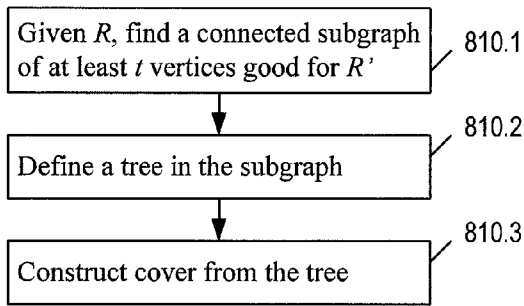 Given R, find a connected subgraph
of at least t vertices good for R'
810.1
Define a tree in the subgraph
810.2
Construct cover from the tree
810.3